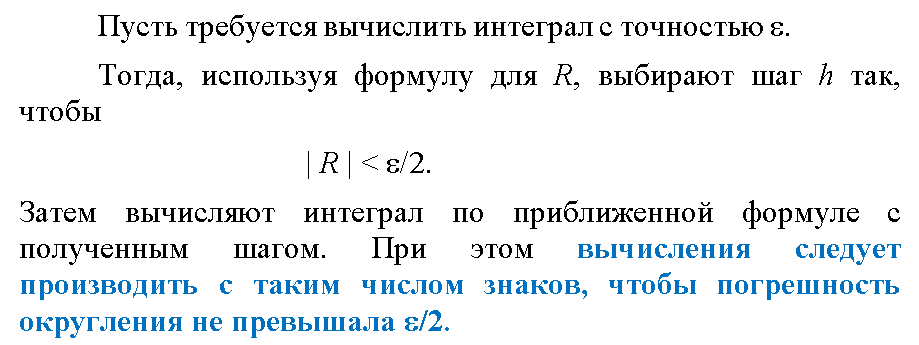 Пусть требуется вычислить интеграл с точностью ε.
Тогда, используя формулу для R, выбирают шаг h так,
чтобы
| R | < ε/2.
Затем вычисляют интеграл по приближенной формуле с
полученным шагом. При этом вычисления следует
производить с таким числом знаков, чтобы погрешность
округления не превышала ε/2.